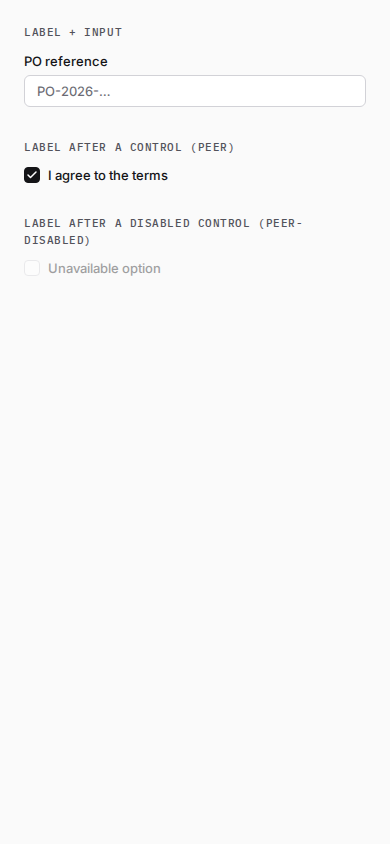 LABEL + INPUT
PO reference
PO-2026-...
LABEL AFTER A CONTROL (PEER)
I agree to the terms
LABEL AFTER A DISABLED CONTROL (PEER-
DISABLED)
Unavailable option